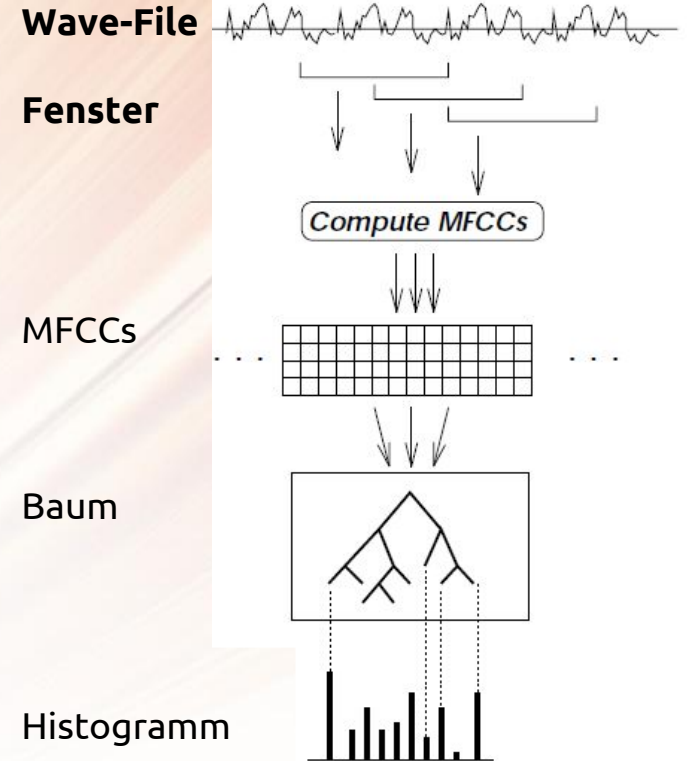 Wave-File
Fenster
Compute MFCCs
MFCCs
. . .
. . .
Baum
Histogramm